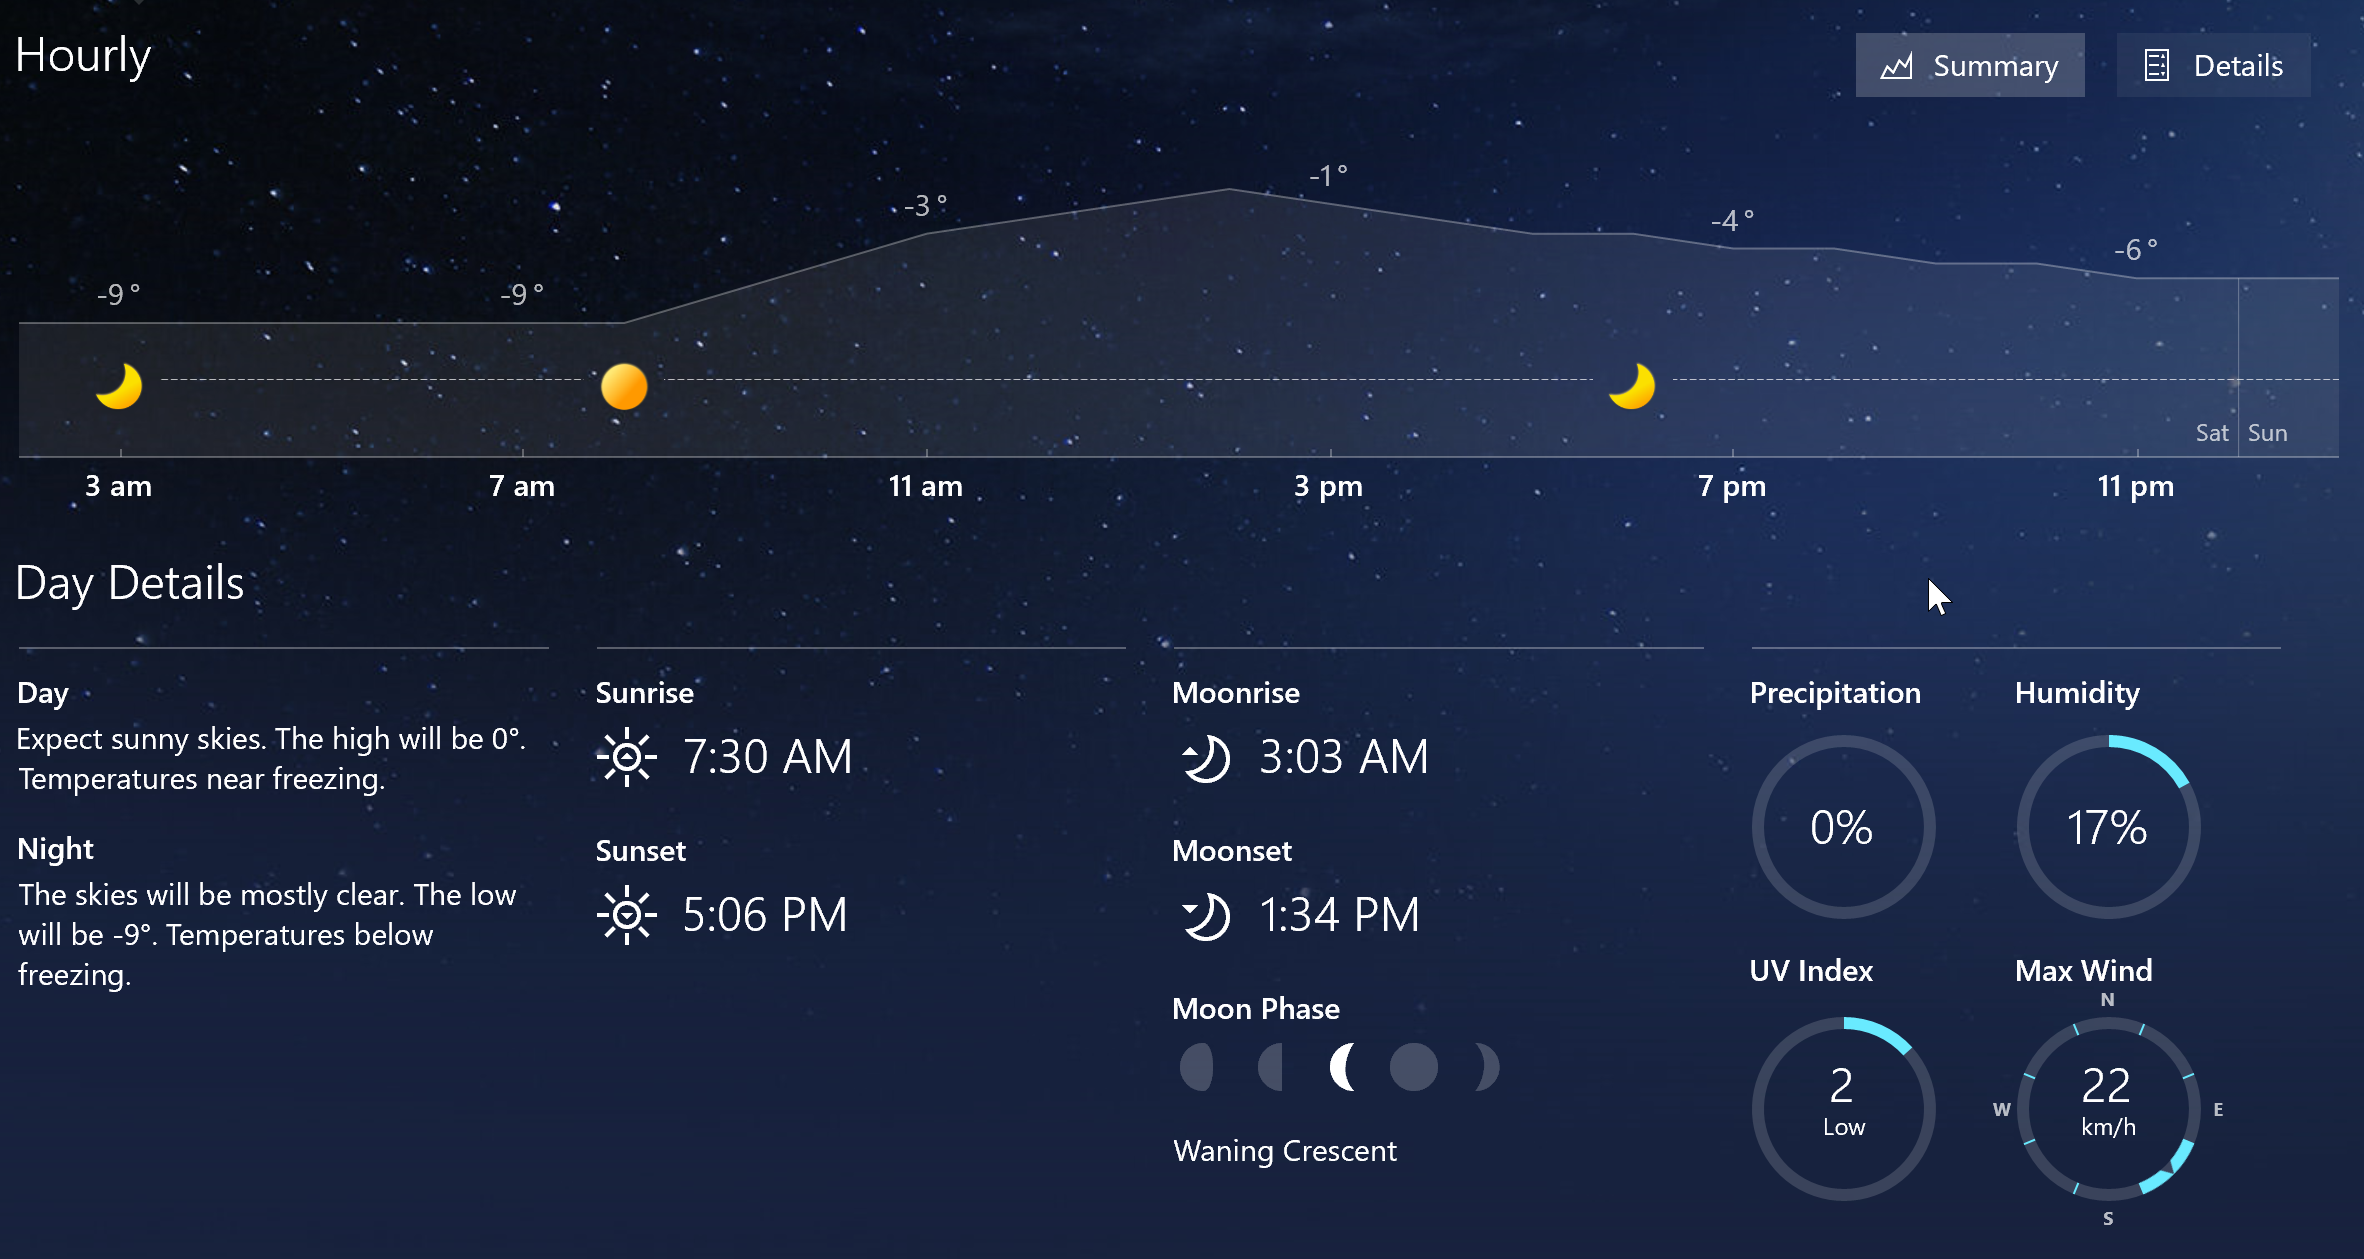 Hourly
Summary
Details
-9°
-9°
-3°
-1°
-4°
-6°
Sat
Sun
3 am
7 am
11 am
3 pm
7 pm
11 pm
Day Details
Day
Expect sunny skies. The high will be 0°.
Temperatures near freezing.
Night
The skies will be mostly clear. The low
will be -9°. Temperatures below
freezing.
Sunrise
7:30 AM
Sunset
5:06 PM
Moonrise
3:03 AM
Moonset
1:34 PM
Moon Phase
Waning Crescent
Precipitation
0%
Humidity
17%
UV Index
2
Low
Max Wind
N
W
22
km/h
E
S